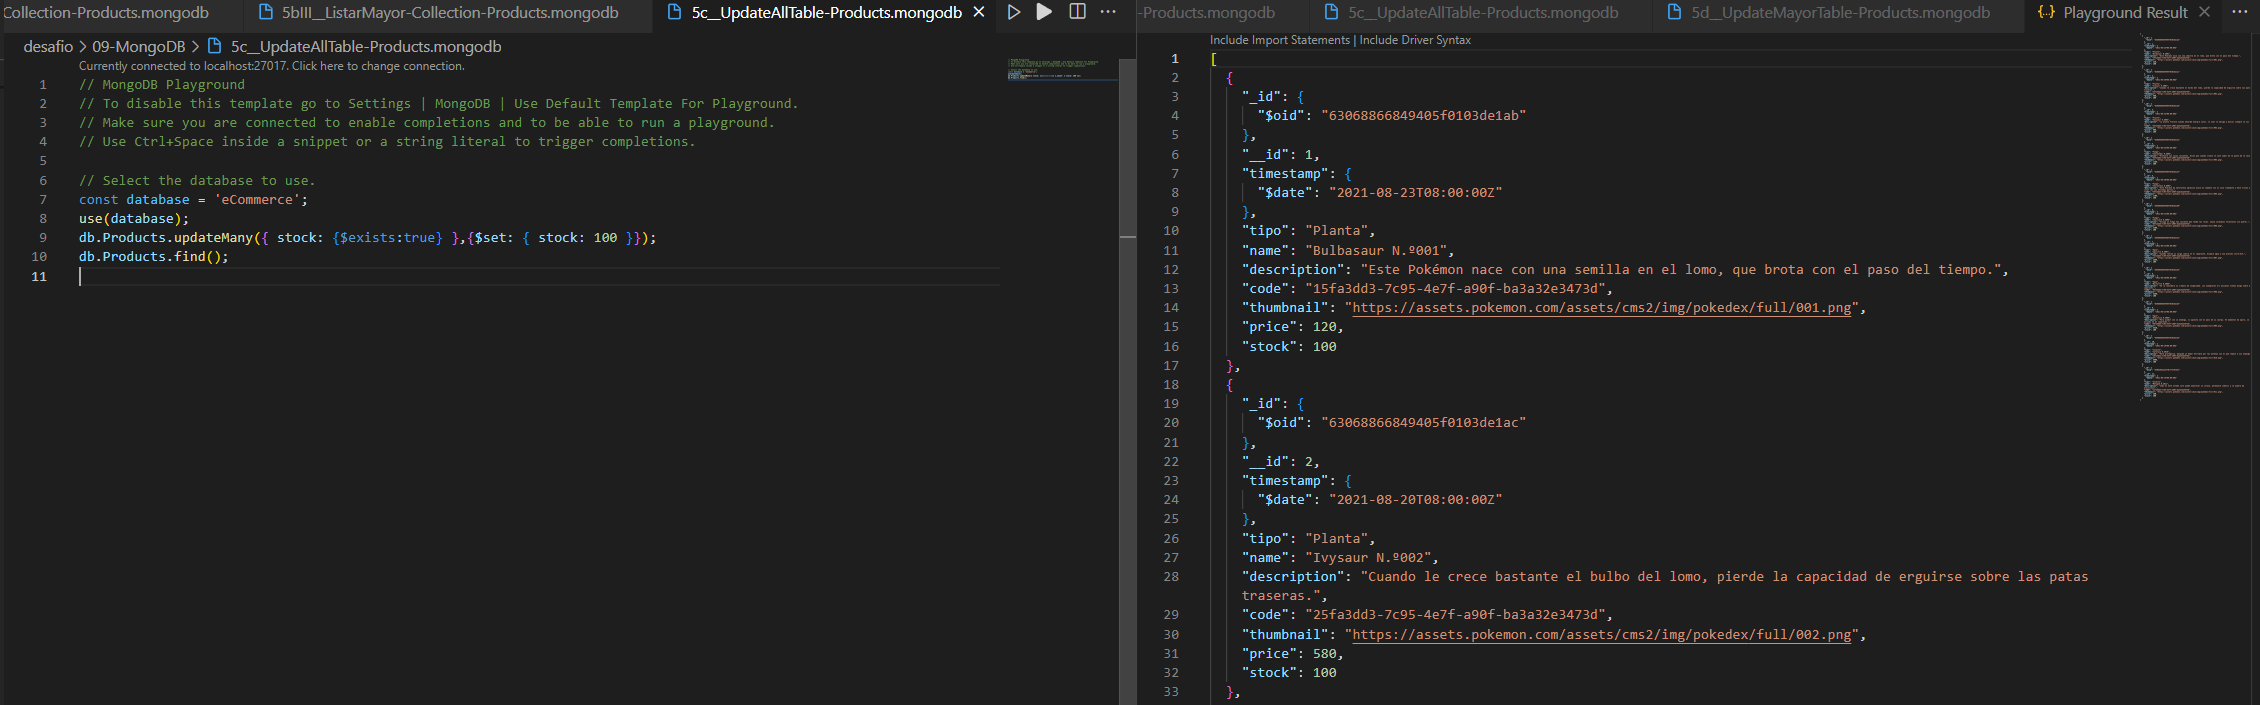 Collection-Products.mongodb
5bIII__ListarMayor-Collection-Products.mongodb
5c__UpdateAllTable-Products.mongodb
desafio > 09-MongoDB > 5c__UpdateAllTable-Products.mongodb
Currently connected to localhost:27017. Click here to change connection.
1 // MongoDB Playground
2 // To disable this template go to Settings | MongoDB | Use Default Template For Playground.
3 // Make sure you are connected to enable completions and to be able to run a playground.
4 // Use Ctrl+Space inside a snippet or a string literal to trigger completions.
5
6 // Select the database to use.
7 const database = 'eCommerce';
8 use(database);
9 db.Products.updateMany({ stock: {$exists:true} },{$set: { stock: 100 }});
10 db.Products.find();
11
-Products.mongodb
5c__UpdateAllTable-Products.mongodb
5d__UpdateMayorTable-Products.mongodb
{..} Playground Result
Include Import Statements | Include Driver Syntax
1 [
2 {
3 "_id": {
4 "$oid": "63068866849405f0103de1ab"
5 },
6 "__id": 1,
7 "timestamp": {
8 "$date": "2021-08-23T08:00:00Z"
9 },
10 "tipo": "Planta",
11 "name": "Bulbasaur N.º001",
12 "description": "Este Pokémon nace con una semilla en el lomo, que brota con el paso del tiempo.",
13 "code": "15fa3dd3-7c95-4e7f-a90f-ba3a32e3473d",
14 "thumbnail": "https://assets.pokemon.com/assets/cms2/img/pokedex/full/001.png",
15 "price": 120,
16 "stock": 100
17 },
18 {
19 "_id": {
20 "$oid": "63068866849405f0103de1ac"
21 },
22 "__id": 2,
23 "timestamp": {
24 "$date": "2021-08-20T08:00:00Z"
25 },
26 "tipo": "Planta",
27 "name": "Ivysaur N.º002",
28 "description": "Cuando le crece bastante el bulbo del lomo, pierde la capacidad de erguirse sobre las patas
traseras.",
29 "code": "25fa3dd3-7c95-4e7f-a90f-ba3a32e3473d",
30 "thumbnail": "https://assets.pokemon.com/assets/cms2/img/pokedex/full/002.png",
31 "price": 580,
32 "stock": 100
33 },